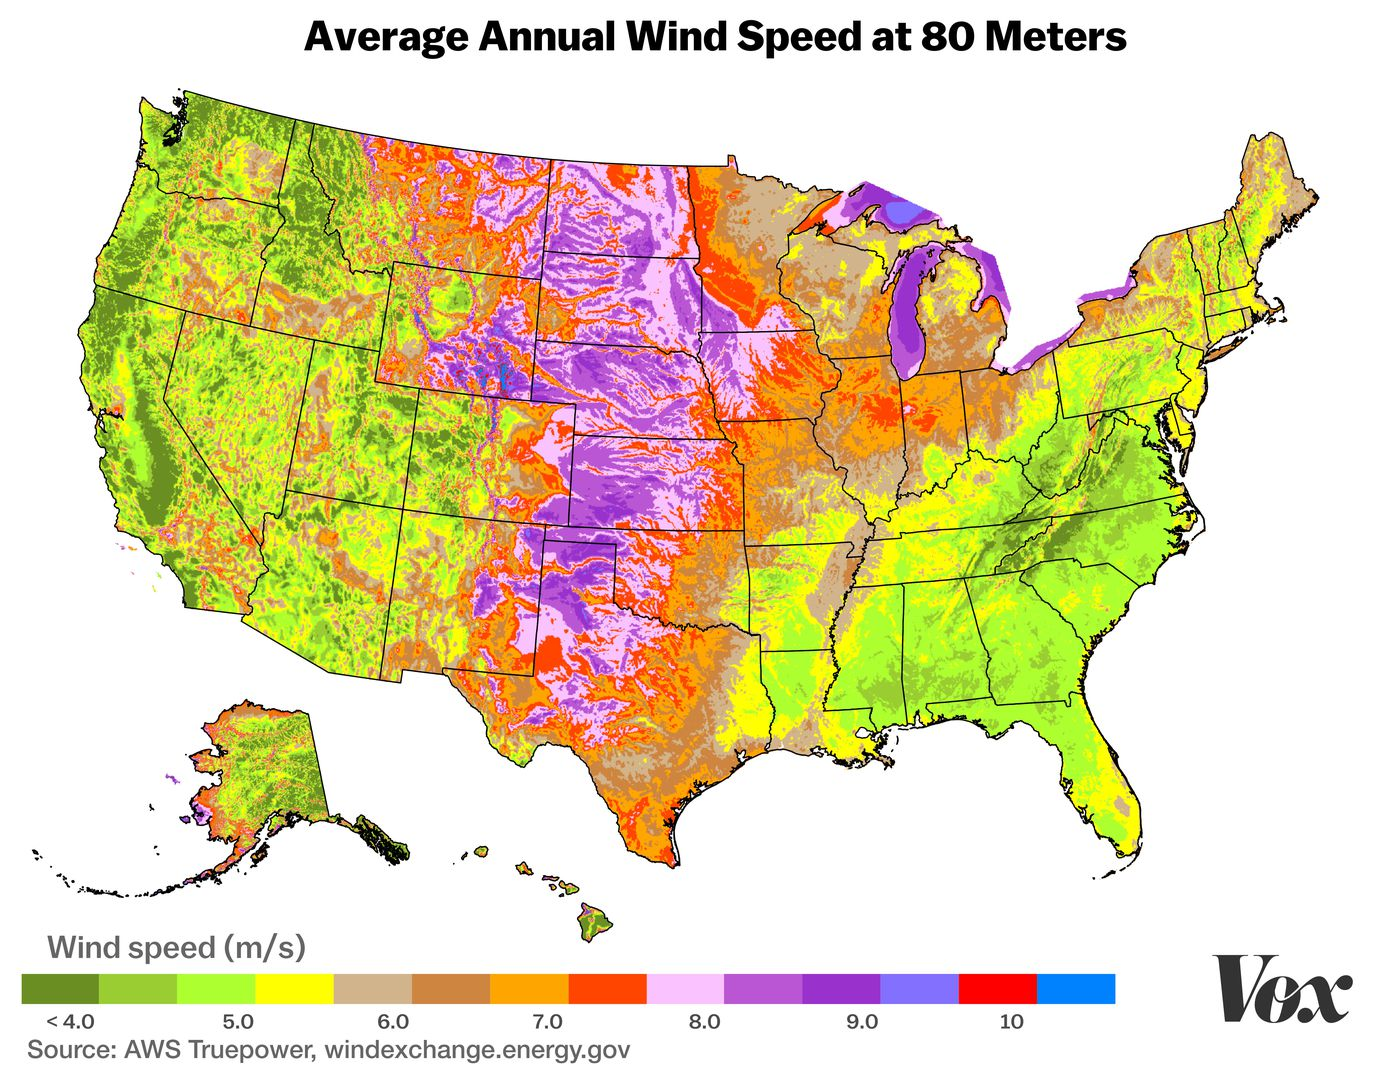 Average Annual Wind Speed at 80 Meters
Wind speed (m/s)
< 4.0 5.0 6.0 7.0 8.0 9.0 10
Source: AWS Truepower, windexchange.energy.gov
Vox